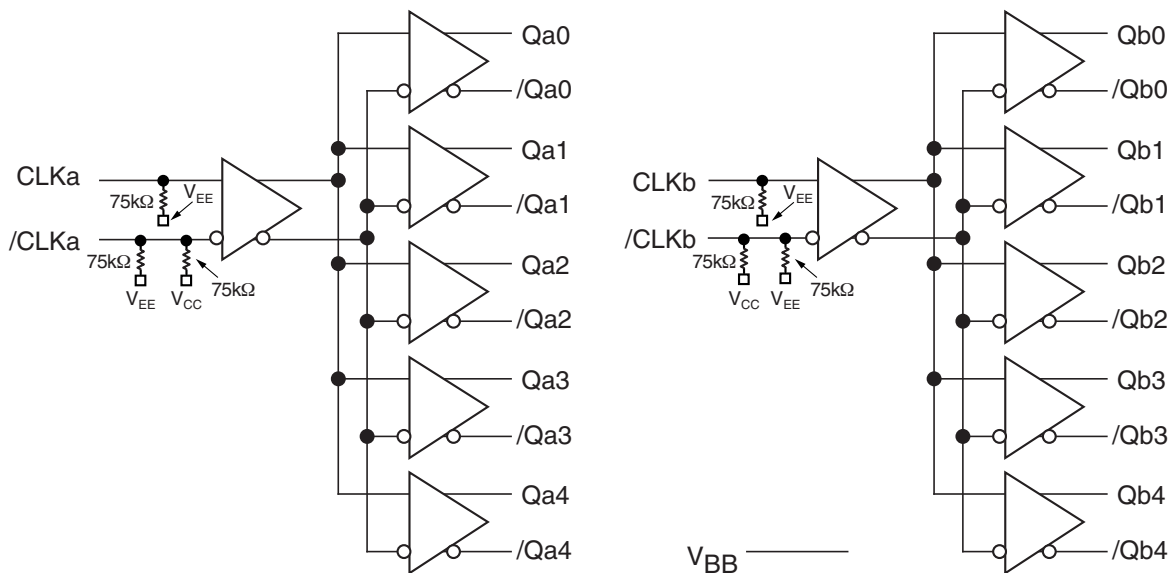 Qa0
/Qa0
Qa1
/Qa1
CLKa
75kΩ
VEE
/CLKa
75kΩ
VEE
VCC
75kΩ
Qa2
/Qa2
Qa3
/Qa3
Qa4
/Qa4
Qb0
/Qb0
Qb1
/Qb1
CLKb
75kΩ
VEE
/CLKb
75kΩ
VCC
VEE
75kΩ
Qb2
/Qb2
Qb3
/Qb3
Qb4
/Qb4
VBB